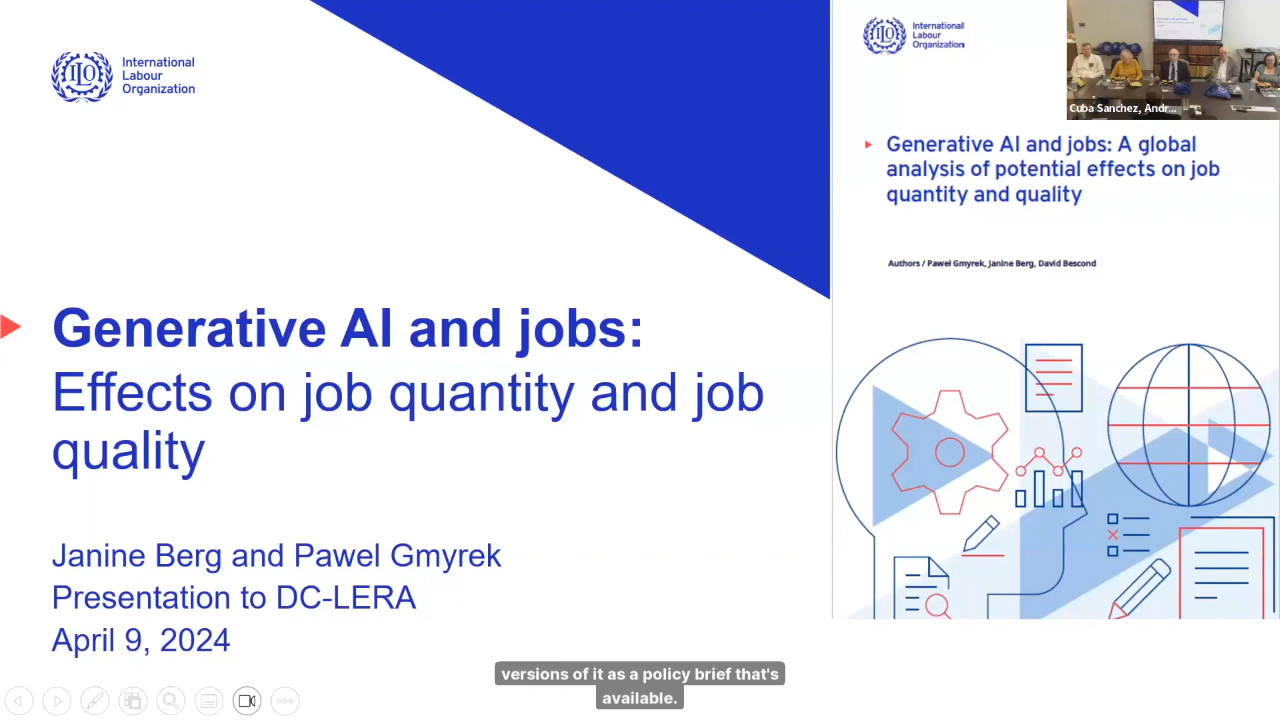 International
Labour
Organization
Generative AI and jobs:
Effects on job quantity and job
quality
Janine Berg and Pawel Gmyrek
Presentation to DC-LERA
April 9, 2024
International
Labour
Organization
Generative AI and jobs: A global
analysis of potential effects on job
quantity and quality
Authors / Paweł Gmyrek, Janine Berg, David Bescond
Cuba Sanchez, Andr...
versions of it as a policy brief that's
available.